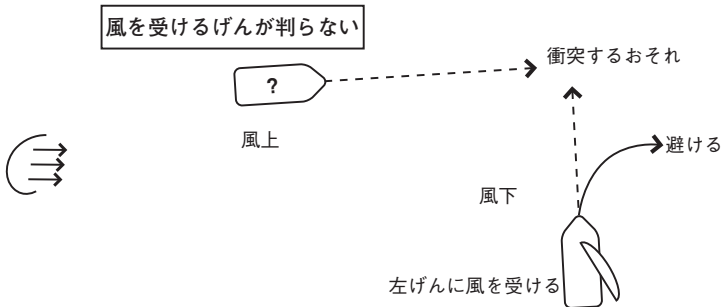 風を受けるげんが判らない
衝突するおそれ
?
風上
避ける
風下
左げんに風を受ける